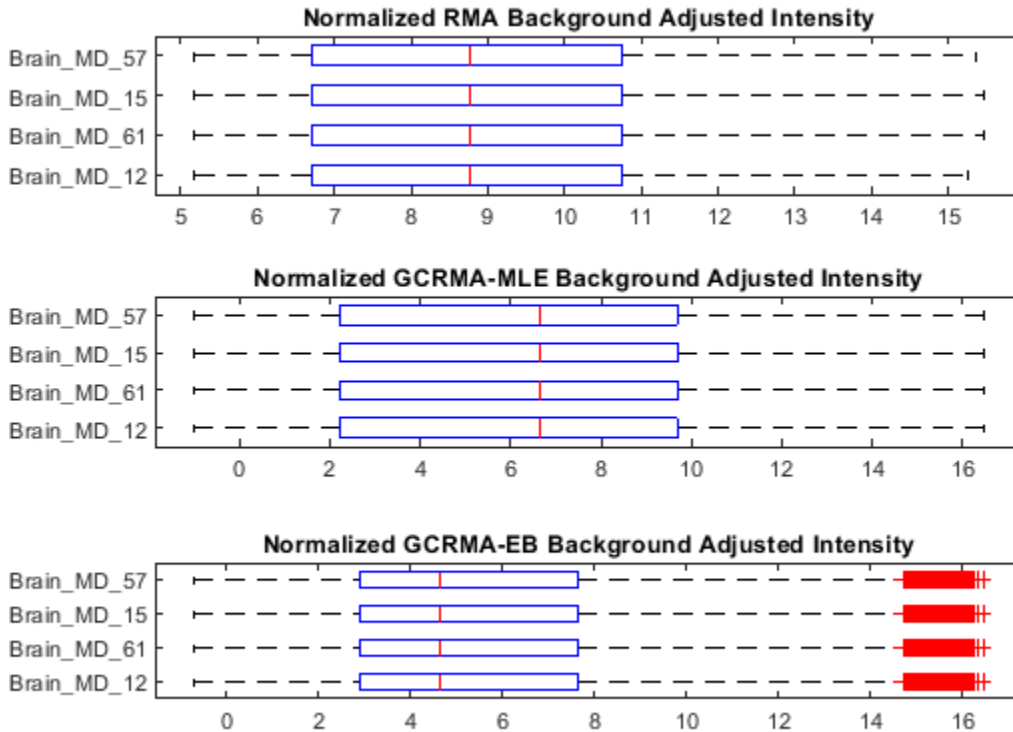 Normalized RMA Background Adjusted Intensity
Brain_MD_57
Brain_MD_15
Brain_MD_61
Brain_MD_12
5 6 7 8 9 10 11 12 13 14 15
Normalized GCRMA-MLE Background Adjusted Intensity
Brain_MD_57
Brain_MD_15
Brain_MD_61
Brain_MD_12
0 2 4 6 8 10 12 14 16
Normalized GCRMA-EB Background Adjusted Intensity
Brain_MD_57
Brain_MD_15
Brain_MD_61
Brain_MD_12
0 2 4 6 8 10 12 14 16